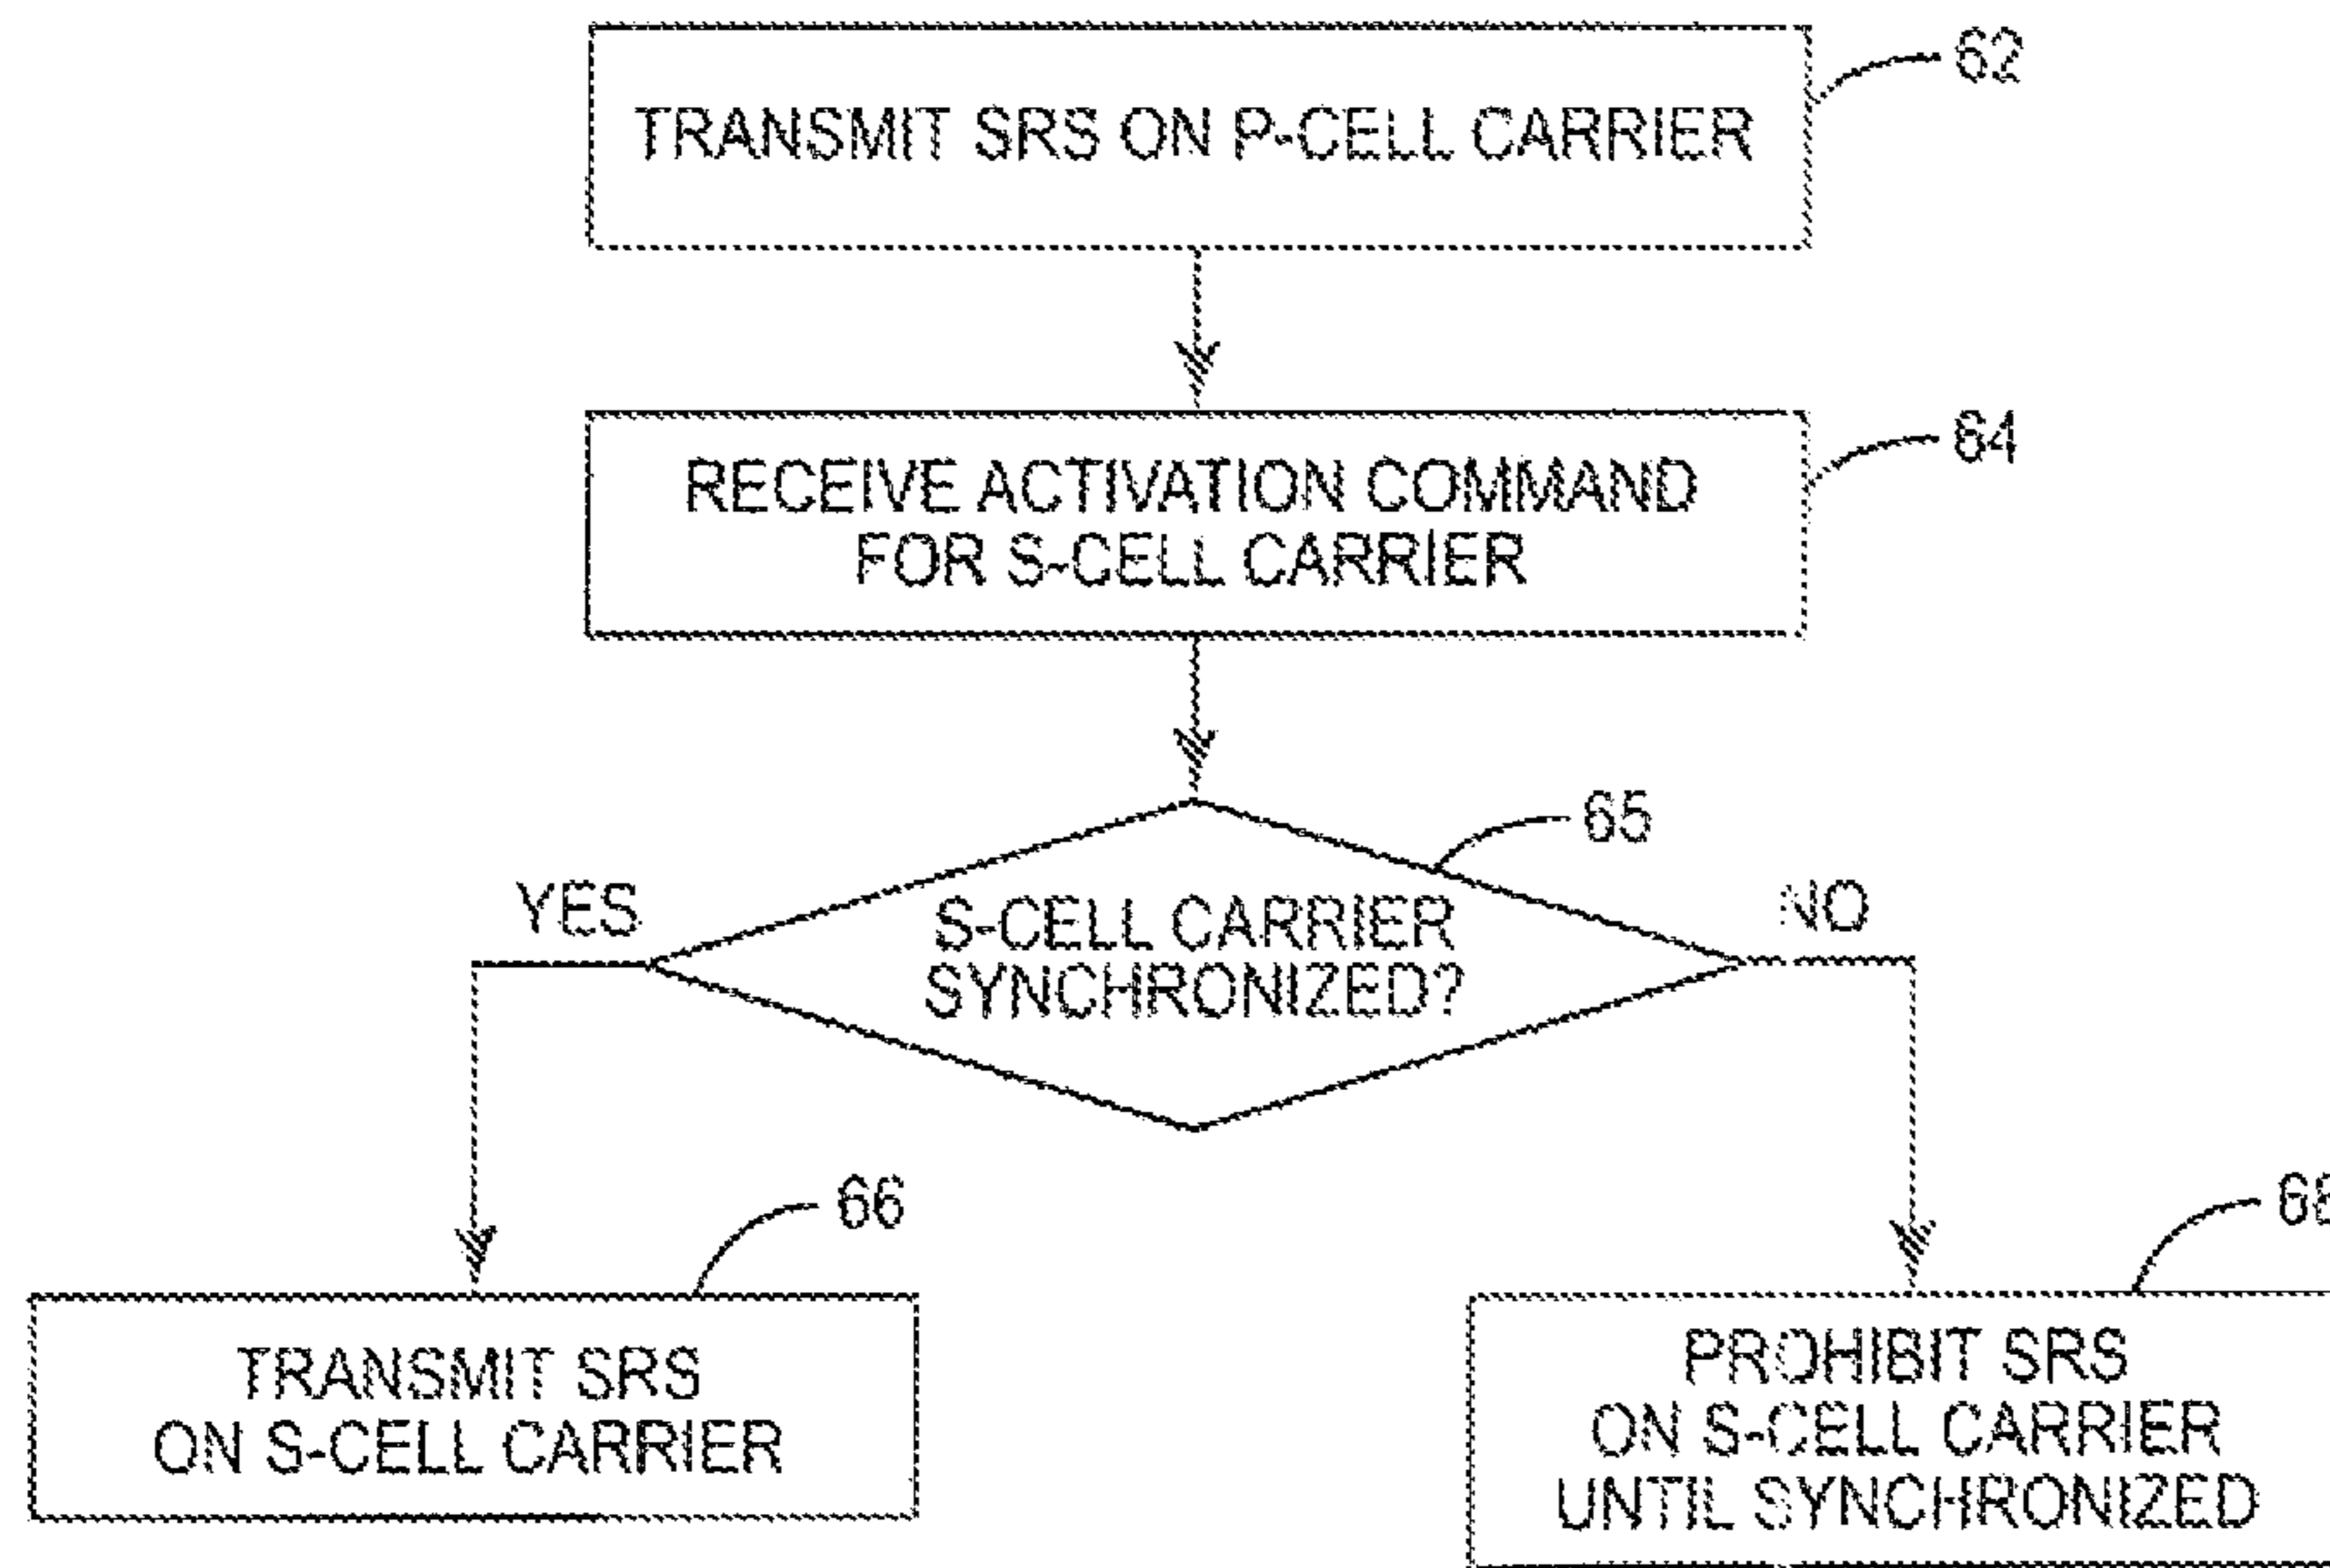 62
TRANSMIT SRS ON P-CELL CARRIER
64
RECEIVE ACTIVATION COMMAND
FOR S-CELL CARRIER
65
YES
NO
S-CELL CARRIER
SYNCHRONIZED?
66
TRANSMIT SRS
ON S-CELL CARRIER
PROHIBIT SRS
ON S-CELL CARRIER
UNTIL SYNCHRONIZED